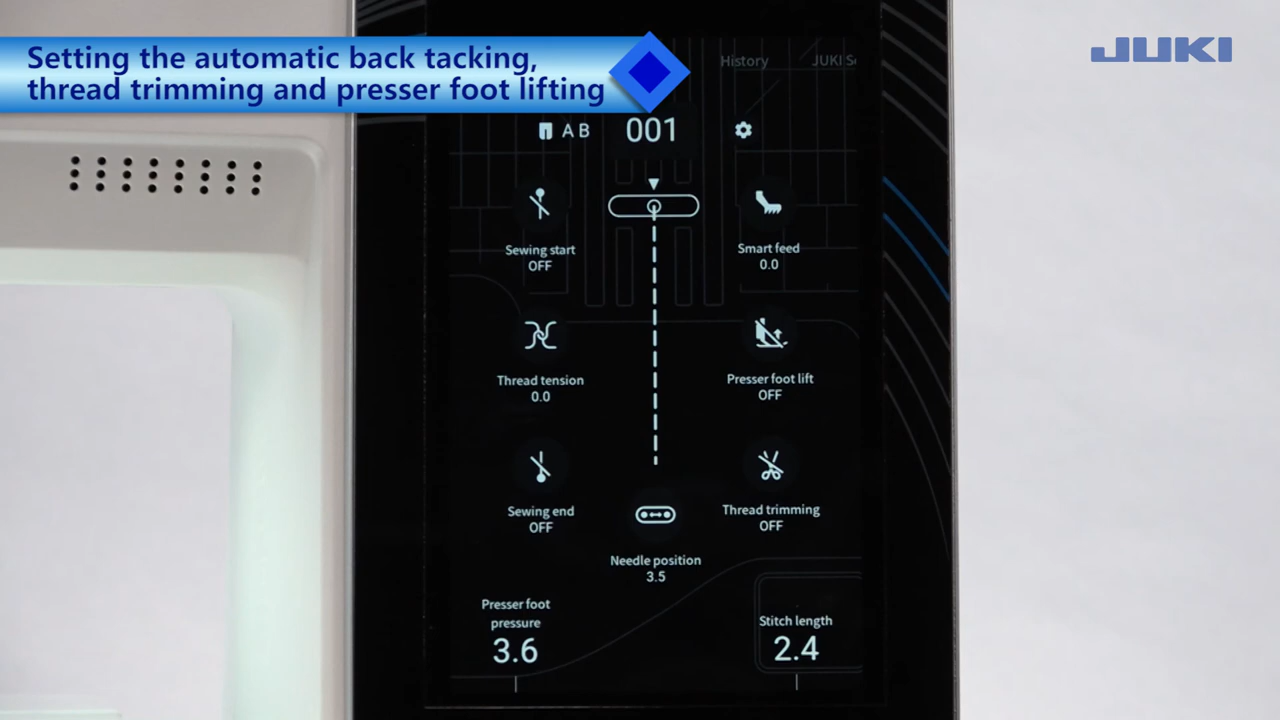 Setting the automatic back tacking,
thread trimming and presser foot lifting
JUKI
History
JUKI
A B
001
Sewing start
OFF
Smart feed
0.0
Thread tension
0.0
Presser foot lift
OFF
Sewing end
OFF
Thread trimming
OFF
Needle position
3.5
Presser foot
pressure
3.6
Stitch length
2.4